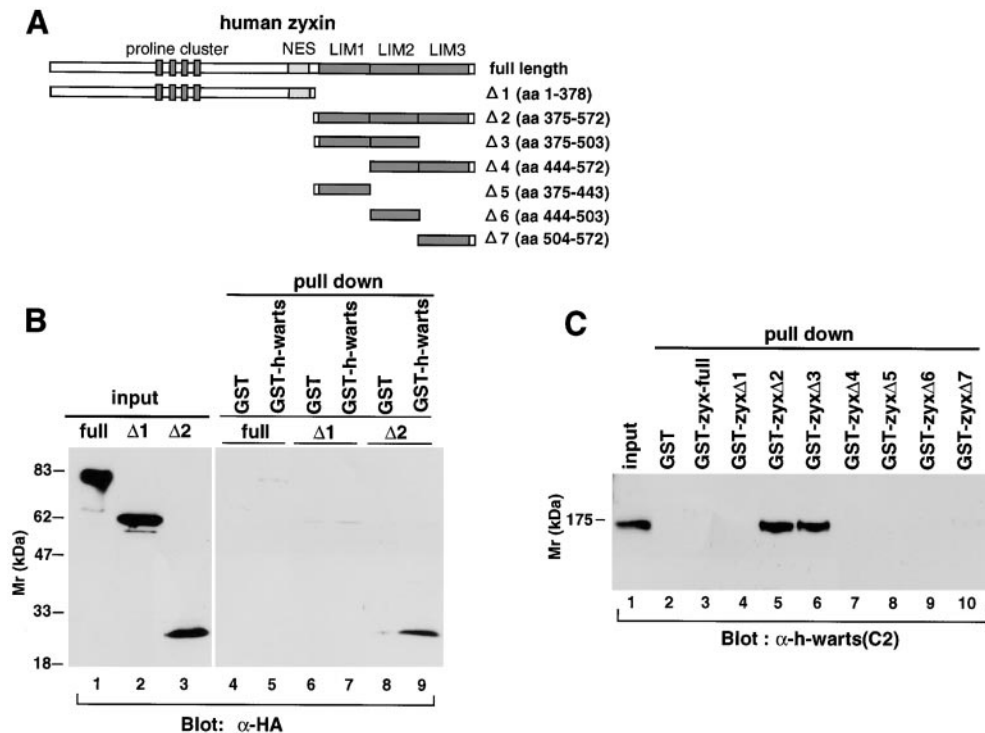 A
human zyxin
proline cluster NES LIM1 LIM2 LIM3
full length
Δ1 (aa 1-378)
Δ2 (aa 375-572)
Δ3 (aa 375-503)
Δ4 (aa 444-572)
Δ5 (aa 375-443)
Δ6 (aa 444-503)
Δ7 (aa 504-572)
B
pull down
GST GST-h-warts GST GST-h-warts GST GST-h-warts
input
full Δ1 Δ2 full Δ1 Δ2
Mr (kDa)
83
62
47
33
18
1 2 3 4 5 6 7 8 9
Blot: α-HA
C
pull down
input GST GST-zyx-full GST-zyxΔ1 GST-zyxΔ2 GST-zyxΔ3 GST-zyxΔ4 GST-zyxΔ5 GST-zyxΔ6 GST-zyxΔ7
Mr (kDa)
175
1 2 3 4 5 6 7 8 9 10
Blot : α-h-warts(C2)